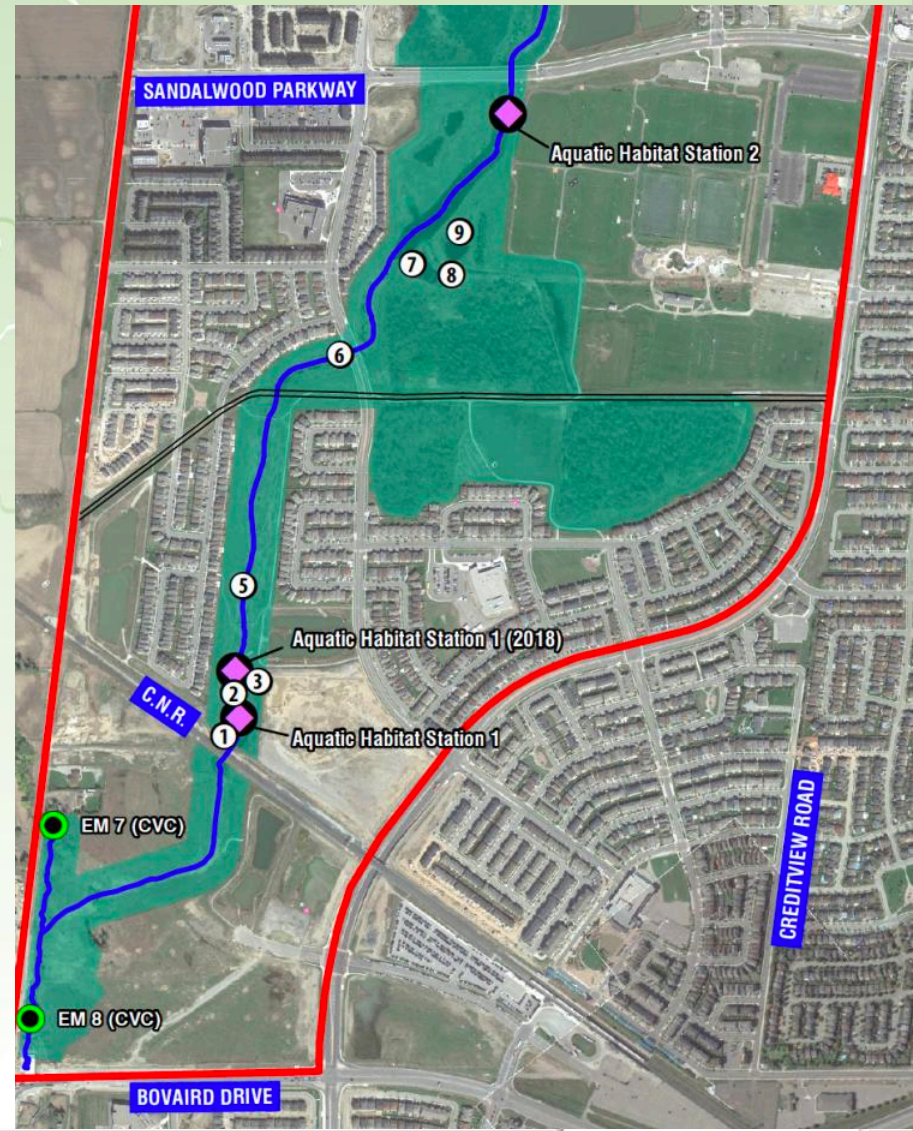 SANDALWOOD PARKWAY
Aquatic Habitat Station 2
9
7
8
6
5
Aquatic Habitat Station 1 (2018)
3
2
C.N.R.
1
Aquatic Habitat Station 1
EM 7 (CVC)
CREDITVIEW ROAD
EM 8 (CVC)
BOVAIRD DRIVE